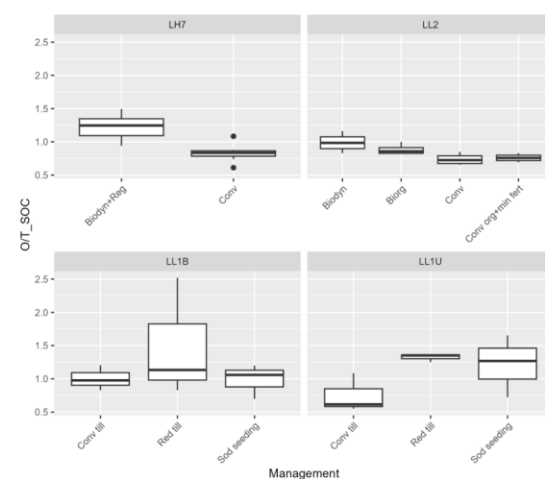 LH7 LL2
2.5
2.0
1.5
1.0
0.5
Biodyn+Reg Conv Biodyn Biorg Conv Conv org+min fert
O/T_SOC
LL1B LL1U
2.5
2.0
1.5
1.0
0.5
Conv till Red till Sod seeding Conv till Red till Sod seeding
Management